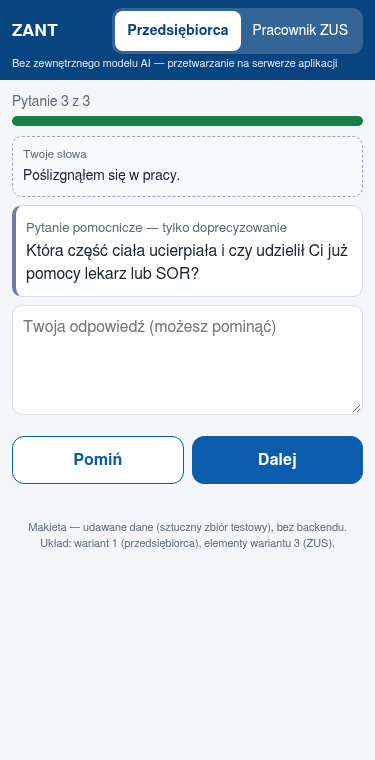 ZANT
Przedsiębiorca
Pracownik ZUS
Bez zewnętrznego modelu AI — przetwarzanie na serwerze aplikacji
Pytanie 3 z 3
Twoje słowa
Poślizgnąłem się w pracy.
Pytanie pomocnicze — tylko doprecyzowanie
Która część ciała ucierpiała i czy udzielił Ci już
pomocy lekarz lub SOR?
Twoja odpowiedź (możesz pominąć)
Pomiń
Dalej
Makieta — udawane dane (sztuczny zbiór testowy), bez backendu.
Układ: wariant 1 (przedsiębiorca), elementy wariantu 3 (ZUS).